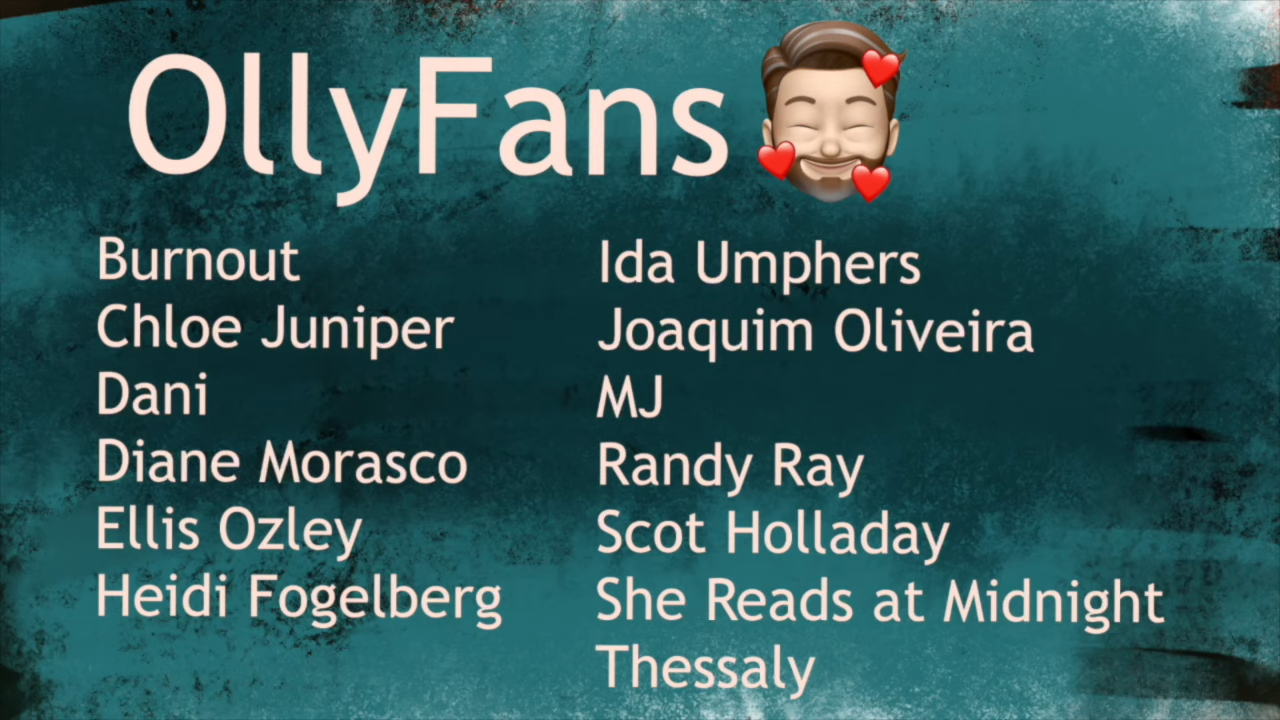 OllyFans
Burnout
Chloe Juniper
Dani
Diane Morasco
Ellis Ozley
Heidi Fogelberg
Ida Umphers
Joaquim Oliveira
MJ
Randy Ray
Scot Holladay
She Reads at Midnight
Thessaly